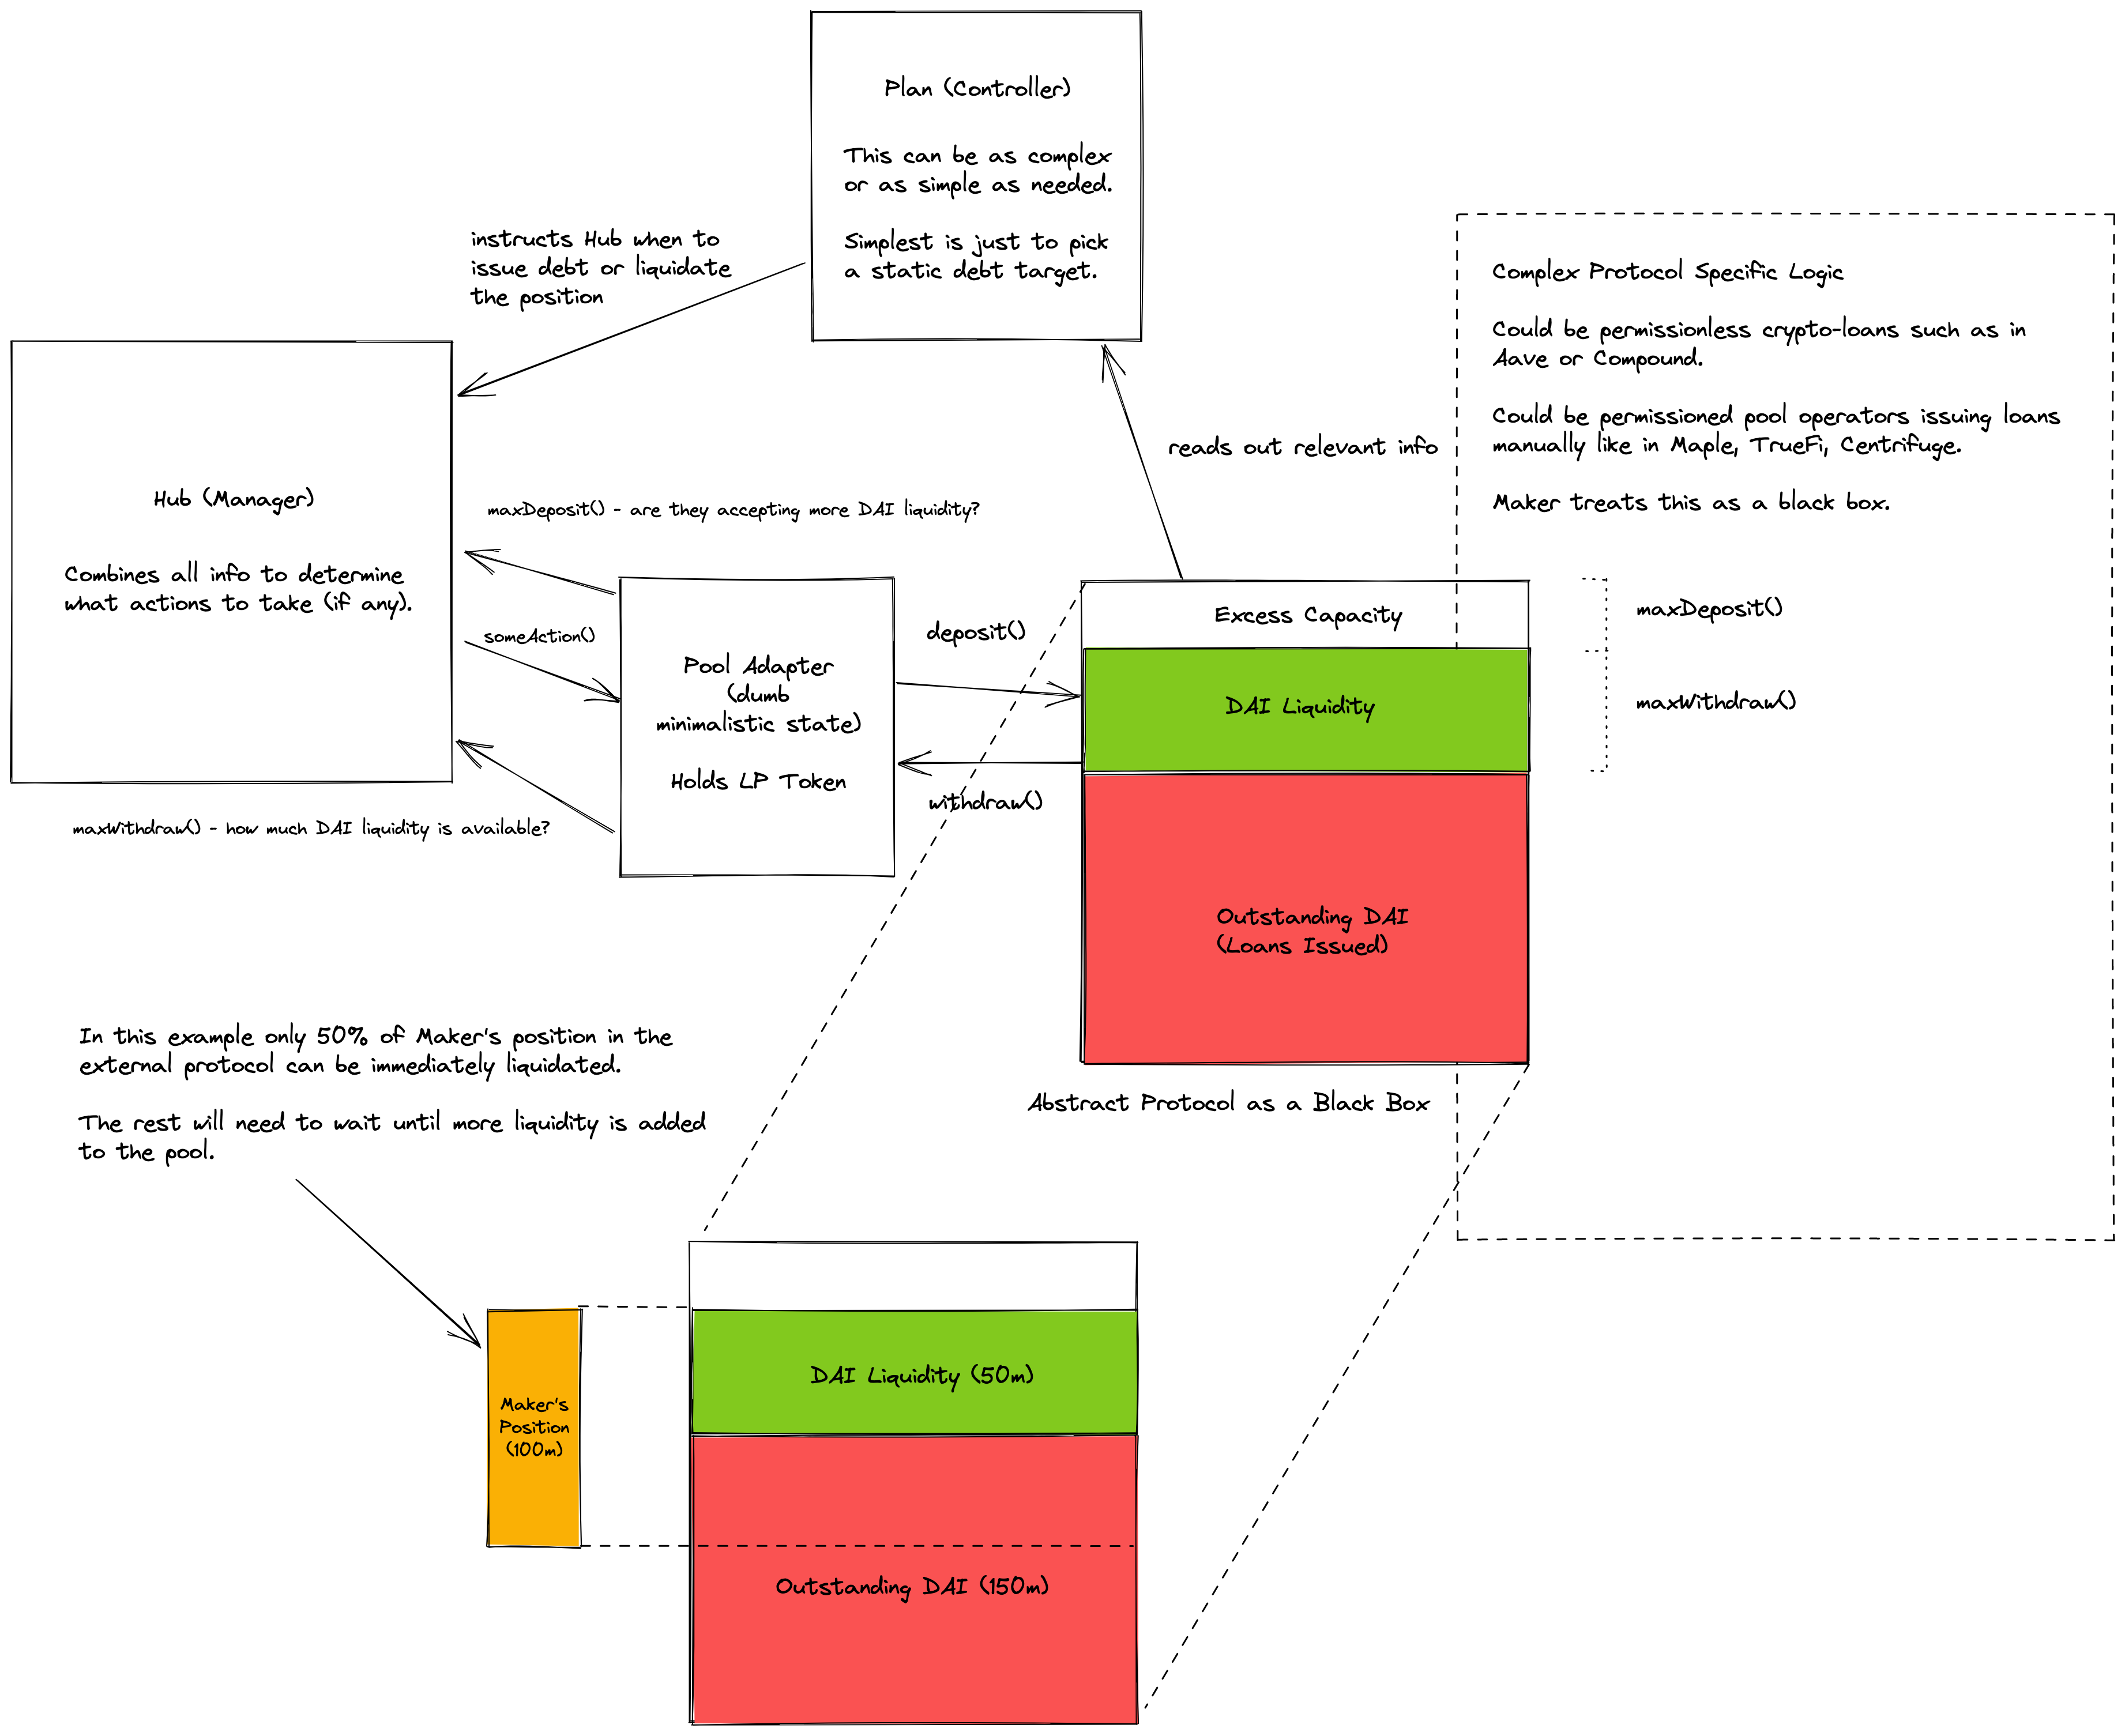 Plan (Controller)
This can be as complex
or as simple as needed.
Simplest is just to pick
a static debt target.
instructs Hub when to
issue debt or liquidate
the position
Complex Protocol Specific Logic
Could be permissionless crypto-loans such as in
Aave or Compound.
Could be permissioned pool operators issuing loans
manually like in Maple, TrueFi, Centrifuge.
Maker treats this as a black box.
reads out relevant info
Hub (Manager)
Combines all info to determine
what actions to take (if any).
maxDeposit() - are they accepting more DAI liquidity?
someAction()
maxWithdraw() - how much DAI liquidity is available?
Pool Adapter
(dumb
minimalistic state)
Holds LP Token
deposit()
withdraw()
Excess Capacity
DAI Liquidity
Outstanding DAI
(Loans Issued)
maxDeposit()
maxWithdraw()
Abstract Protocol as a Black Box
In this example only 50% of Maker's position in the
external protocol can be immediately liquidated.
The rest will need to wait until more liquidity is added
to the pool.
Maker's
Position
(100m)
DAI Liquidity (50m)
Outstanding DAI (150m)